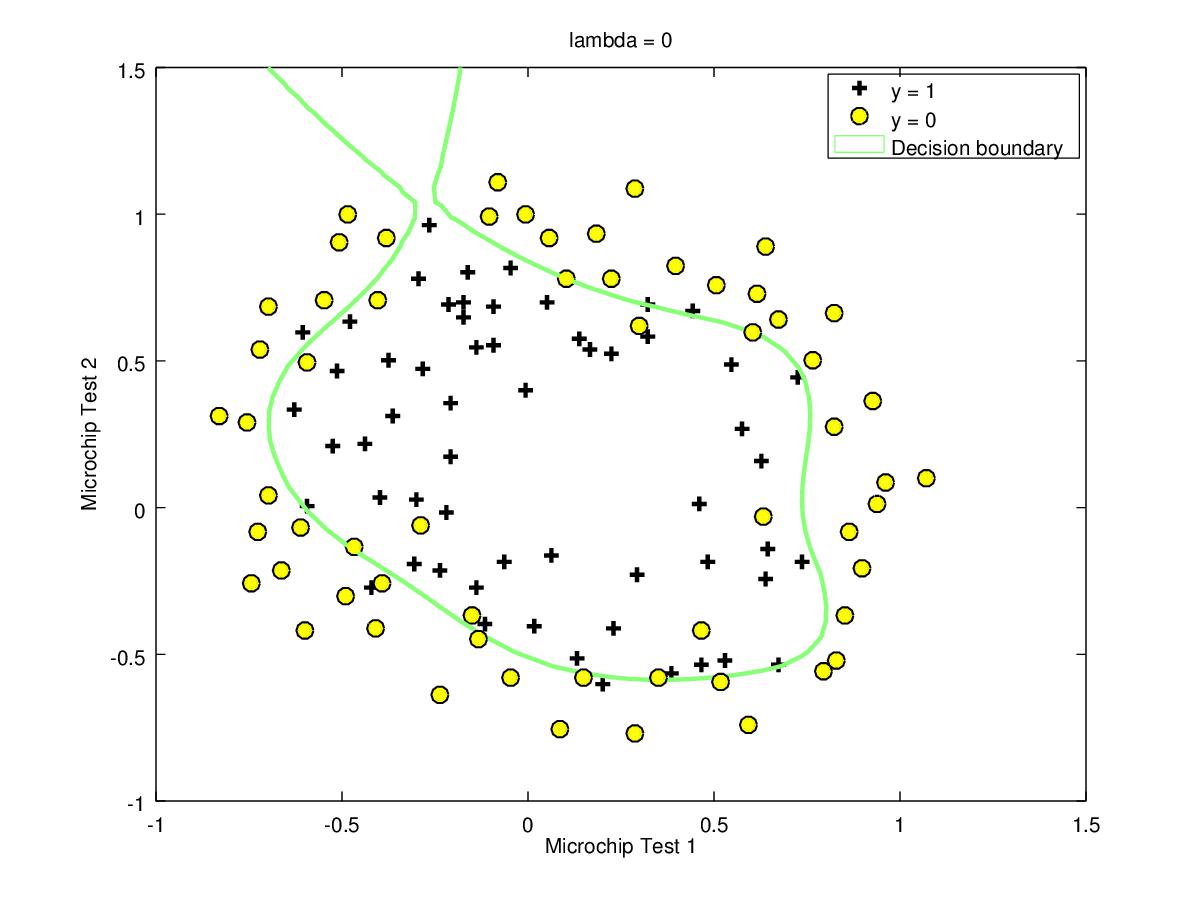 lambda = 0
1.5
1
0.5
0
-0.5
-1
-1
-0.5
0
0.5
1
1.5
Microchip Test 1
Microchip Test 2
y = 1
y = 0
Decision boundary